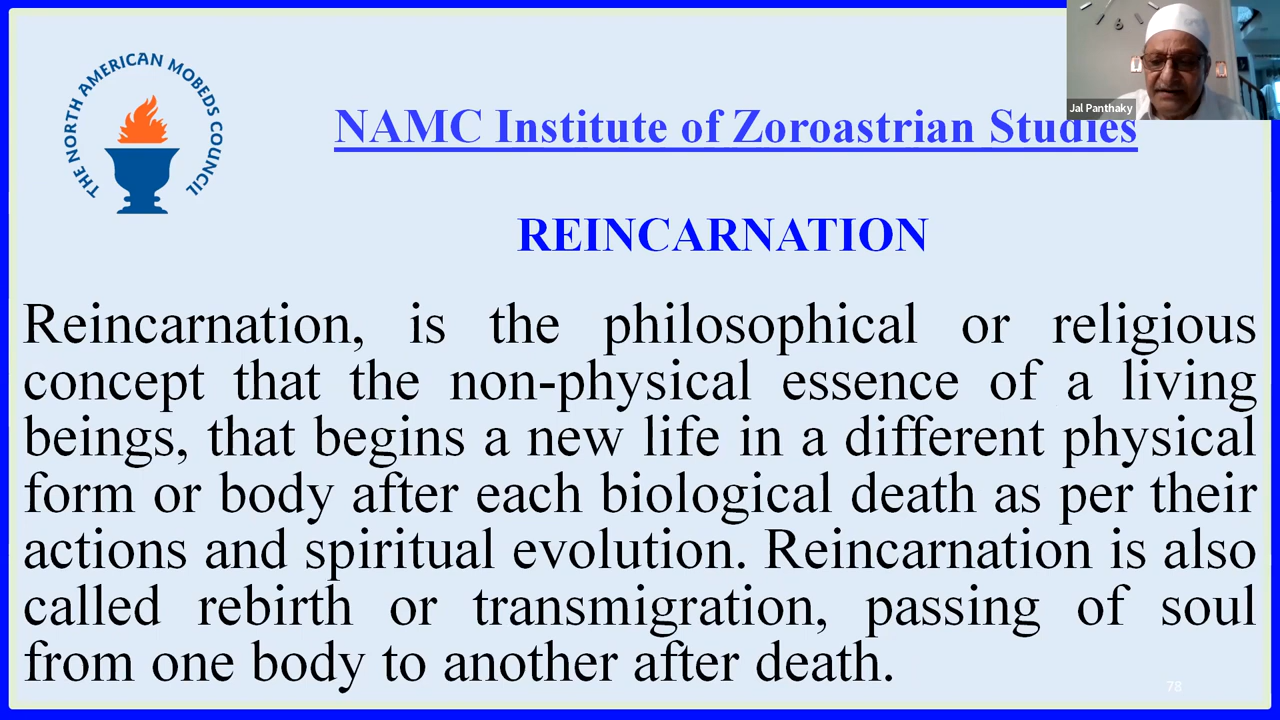 THE NORTH AMERICAN MOBEDS COUNCIL
Jal Panthaky
NAMC Institute of Zoroastrian Studies
REINCARNATION
Reincarnation, is the philosophical or religious
concept that the non-physical essence of a living
beings, that begins a new life in a different physical
form or body after each biological death as per their
actions and spiritual evolution. Reincarnation is also
called rebirth or transmigration, passing of soul
from one body to another after death.
78